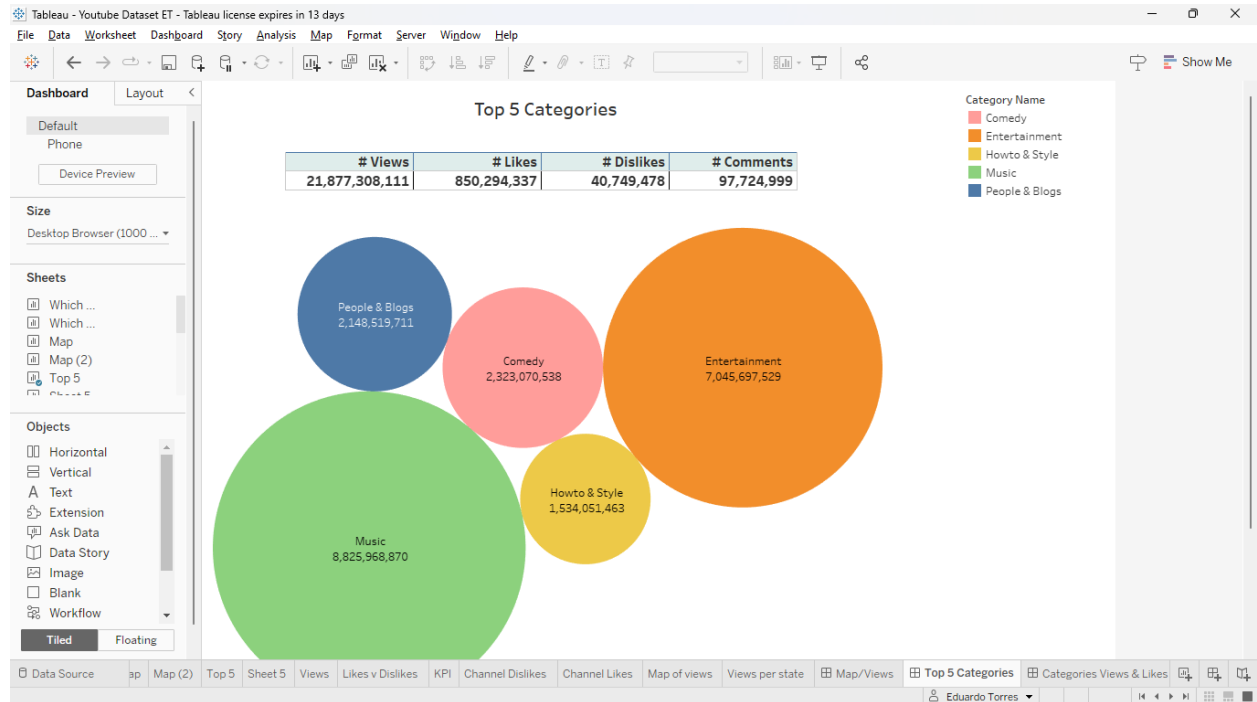 Tableau - Youtube Dataset ET - Tableau license expires in 13 days
File Data Worksheet Dashboard Story Analysis Map Format Server Window Help
Show Me
Dashboard Layout
Default
Phone
Device Preview
Size
Desktop Browser (1000 ...
Sheets
Which ...
Which ...
Map
Map (2)
Top 5
Sheet 5
Objects
Horizontal
Vertical
A Text
Extension
Ask Data
Data Story
Image
Blank
Workflow
Tiled Floating
Top 5 Categories
# Views # Likes # Dislikes # Comments
21,877,308,111 850,294,337 40,749,478 97,724,999
People & Blogs
2,148,519,711
Comedy
2,323,070,538
Entertainment
7,045,697,529
Howto & Style
1,534,051,463
Music
8,825,968,870
Category Name
Comedy
Entertainment
Howto & Style
Music
People & Blogs
Data Source ap Map (2) Top 5 Sheet 5 Views Likes v Dislikes KPI Channel Dislikes Channel Likes Map of views Views per state Map/Views Top 5 Categories Categories Views & Likes
Eduardo Torres